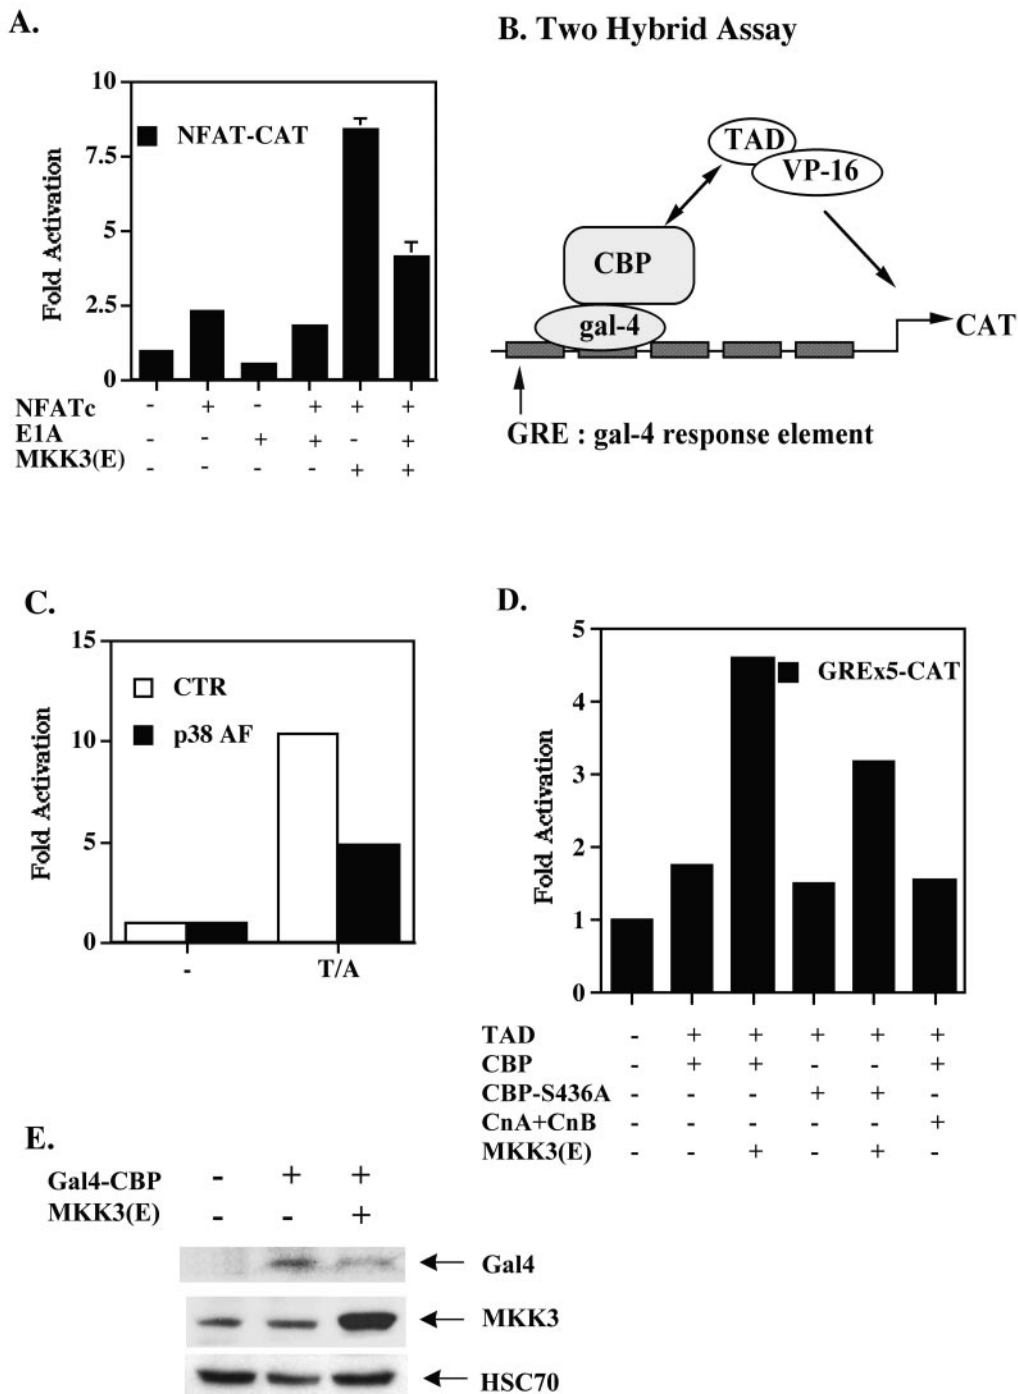 A.
10
7.5
5
2.5
0
Fold Activation
NFAT-CAT
NFATc - + - + + +
E1A - - + + - +
MKK3(E) - - - - + +
B. Two Hybrid Assay
TAD
VP-16
CBP
gal-4
CAT
GRE : gal-4 response element
C.
15
10
5
0
Fold Activation
CTR
p38 AF
- T/A
D.
5
4
3
2
1
0
Fold Activation
GREx5-CAT
TAD - + + + + +
CBP - + + - - +
CBP-S436A - - - + + -
CnA+CnB - - - - - +
MKK3(E) - - + - + -
E.
Gal4-CBP - + +
MKK3(E) - - +
Gal4
MKK3
HSC70